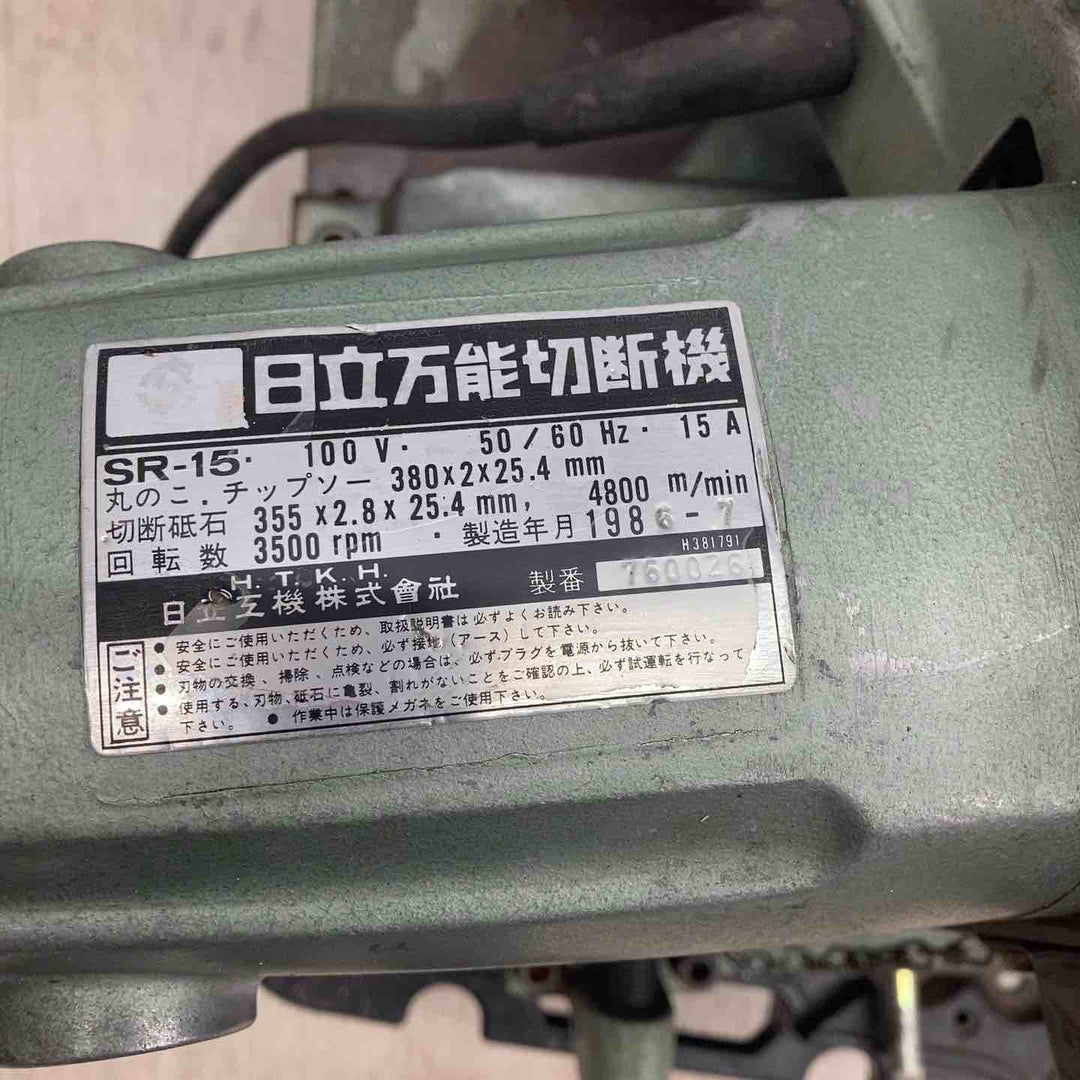 日立万能切断機
SR-15・ 100 V・ 50/60 Hz・ 15 A
丸のこ．チップソー 380x2x25.4 mm
切断砥石 355 x2.8x 25.4 mm, 4800 m/min
回転数 3500 rpm ・製造年月 1986-7
H381791
H.T.K.H.
日立工機株式會社 製番 760026
ご注意
● 安全にご使用いただくため、取扱説明書は必ずよくお読み下さい。
● 安全にご使用いただくため、必ず接地(アース)して下さい。
● 刃物の交換、掃除、点検などの場合は、必ずプラグを電源から抜いて下さい。
● 使用する、刃物、砥石に亀裂、割れがないことをご確認の上、必ず試運転を行なって
下さい。 ● 作業中は保護メガネをご使用下さい。